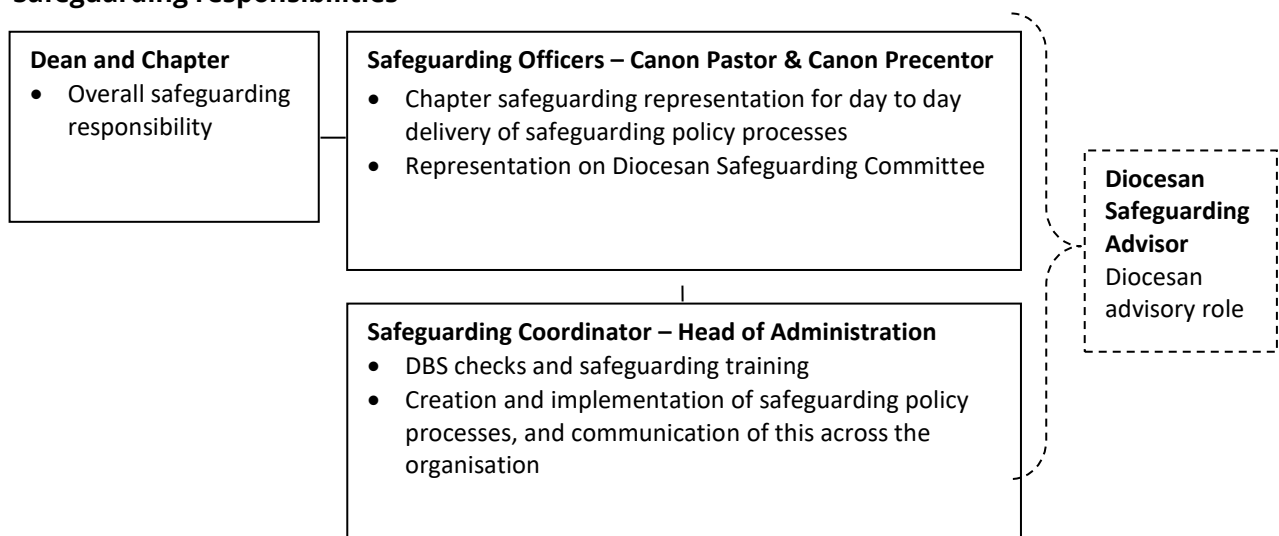 Safeguarding responsibilities
Dean and Chapter
• Overall safeguarding
responsibility
Safeguarding Officers – Canon Pastor & Canon Precentor
• Chapter safeguarding representation for day to day
delivery of safeguarding policy processes
• Representation on Diocesan Safeguarding Committee
Safeguarding Coordinator – Head of Administration
• DBS checks and safeguarding training
• Creation and implementation of safeguarding policy
processes, and communication of this across the
organisation
Diocesan
Safeguarding
Advisor
Diocesan
advisory role